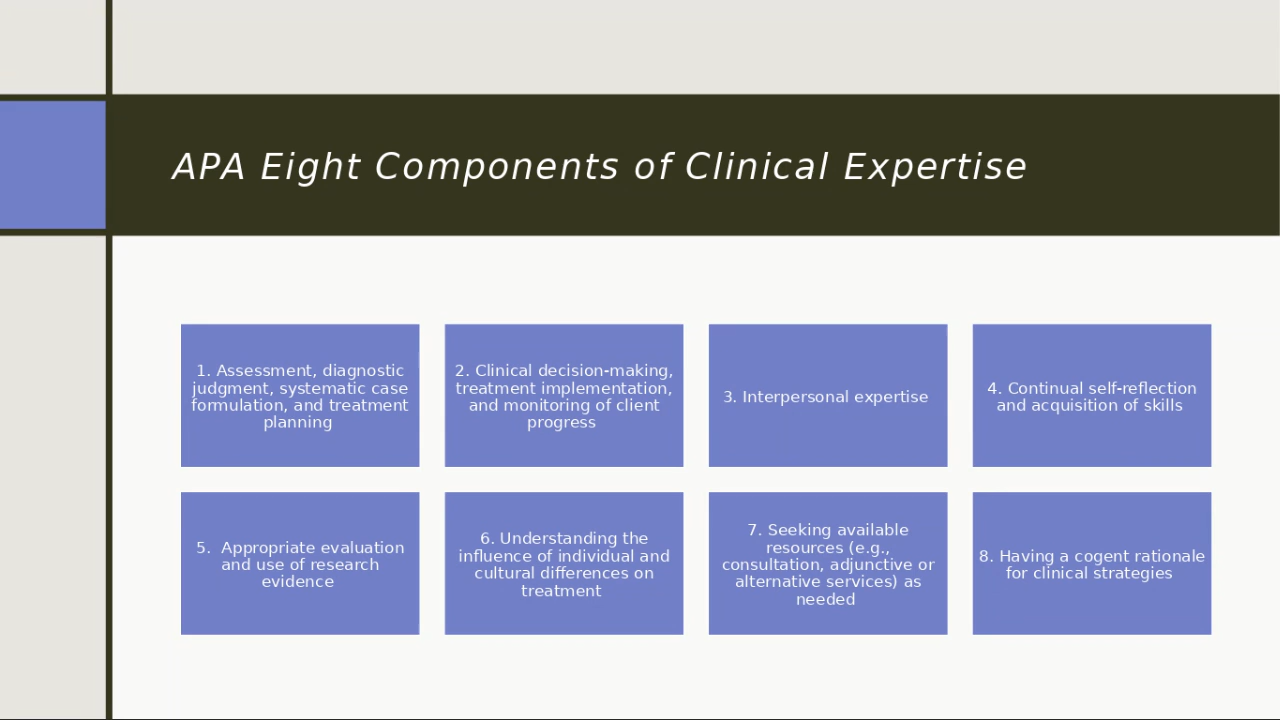 APA Eight Components of Clinical Expertise
1. Assessment, diagnostic
judgment, systematic case
formulation, and treatment
planning
2. Clinical decision-making,
treatment implementation,
and monitoring of client
progress
3. Interpersonal expertise
4. Continual self-reflection
and acquisition of skills
5.  Appropriate evaluation
and use of research
evidence
6. Understanding the
influence of individual and
cultural differences on
treatment
7. Seeking available
resources (e.g.,
consultation, adjunctive or
alternative services) as
needed
8. Having a cogent rationale
for clinical strategies